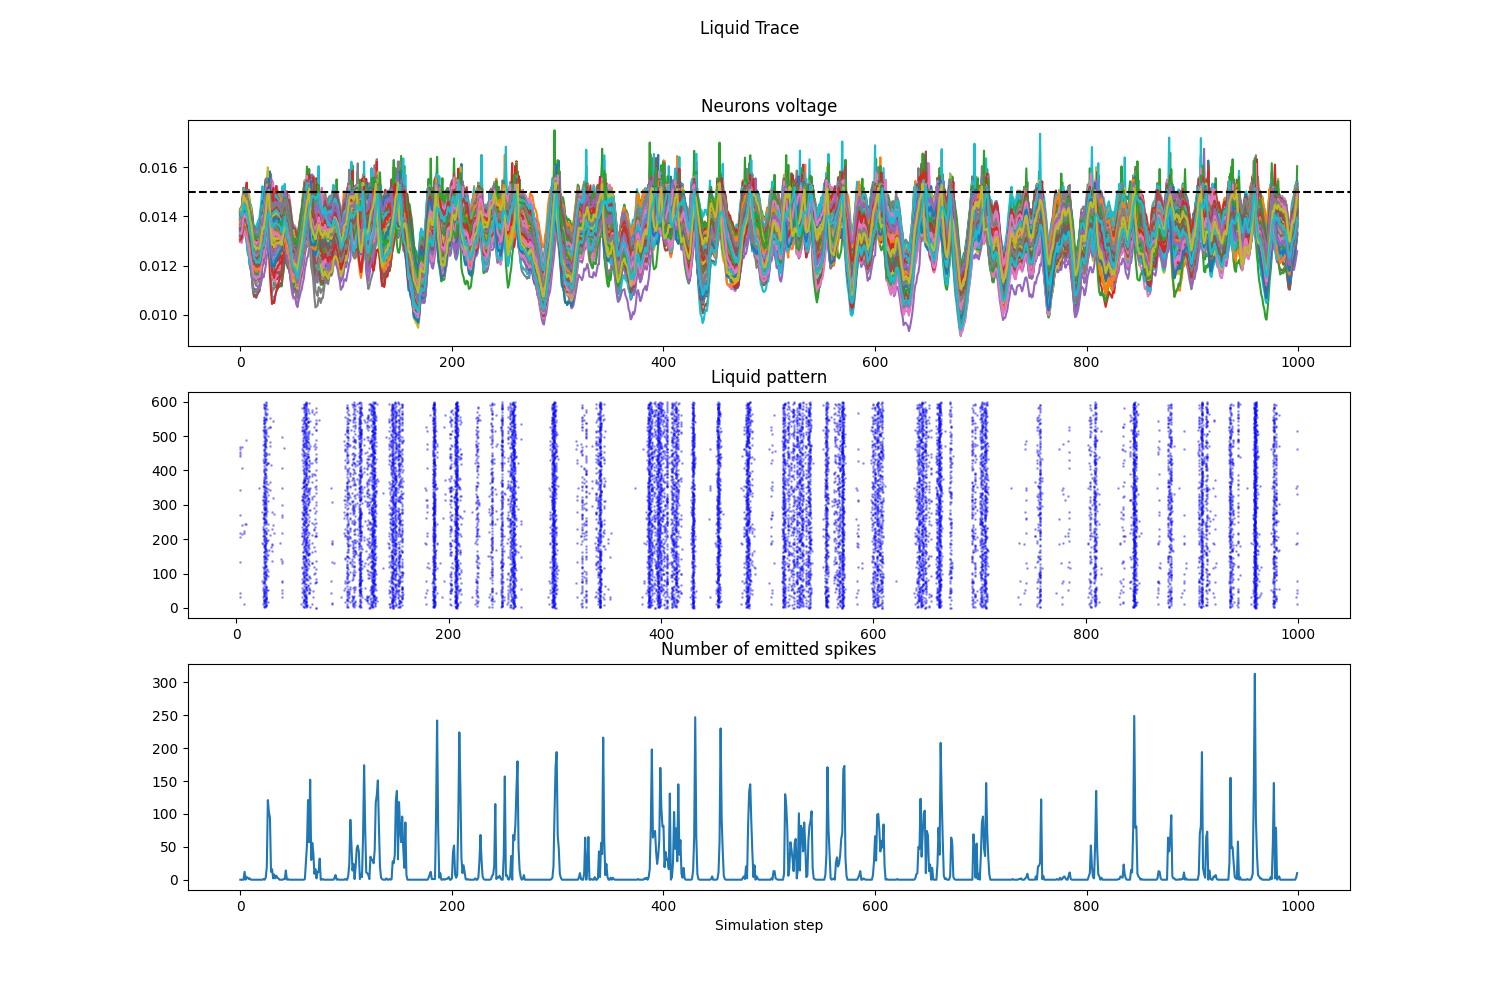 Liquid Trace
Neurons voltage
0.016
0.014
0.012
0.010
0 200 400 600 800 1000
Liquid pattern
600
500
400
300
200
100
0
0 200 400 600 800 1000
Number of emitted spikes
300
250
200
150
100
50
0
0 200 400 600 800 1000
Simulation step